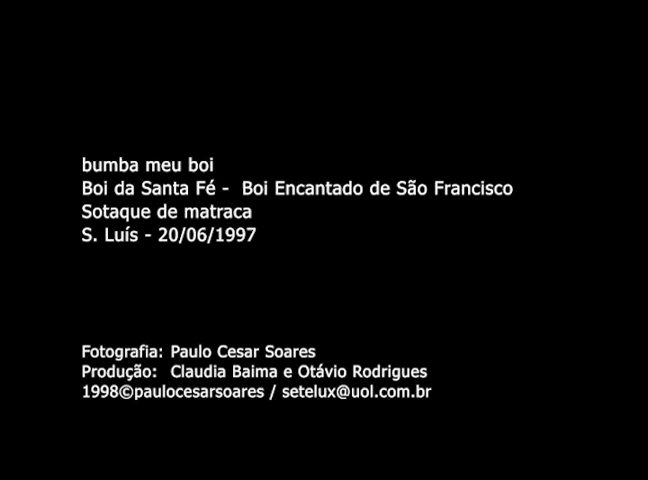 bumba meu boi
Boi da Santa Fé -  Boi Encantado de São Francisco
Sotaque de matraca
S. Luís - 20/06/1997
Fotografia: Paulo Cesar Soares
Produção:  Claudia Baima e Otávio Rodrigues
1998©paulocesarsoares / setelux@uol.com.br